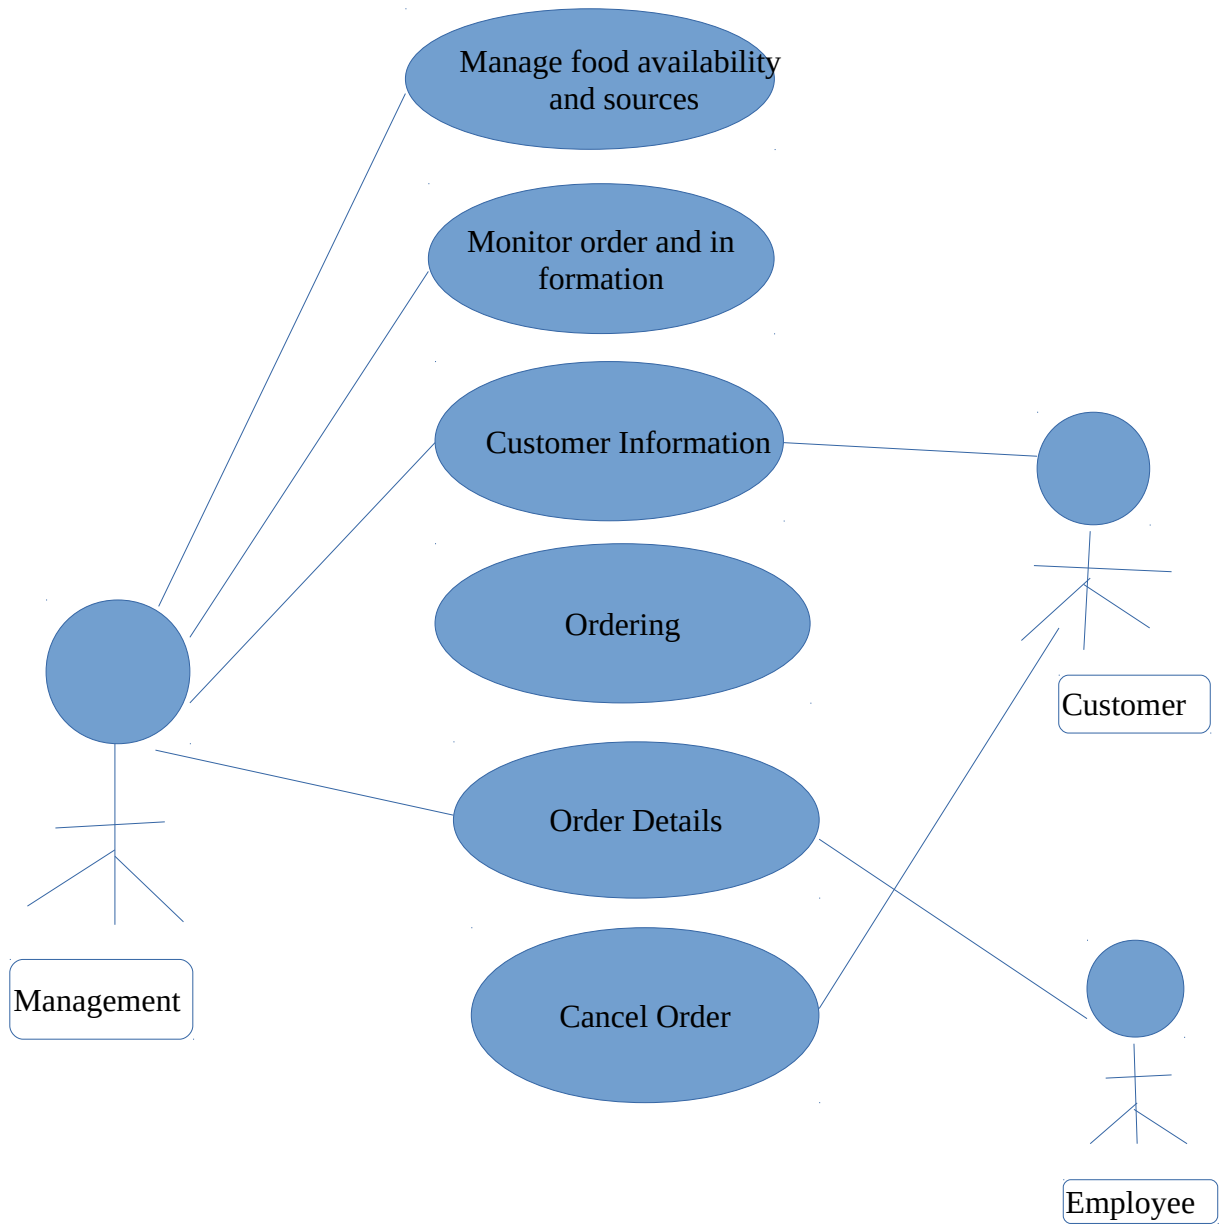 Manage food availability
and sources
Monitor order and in
formation
Customer Information
Ordering
Customer
Order Details
Management
Cancel Order
Employee